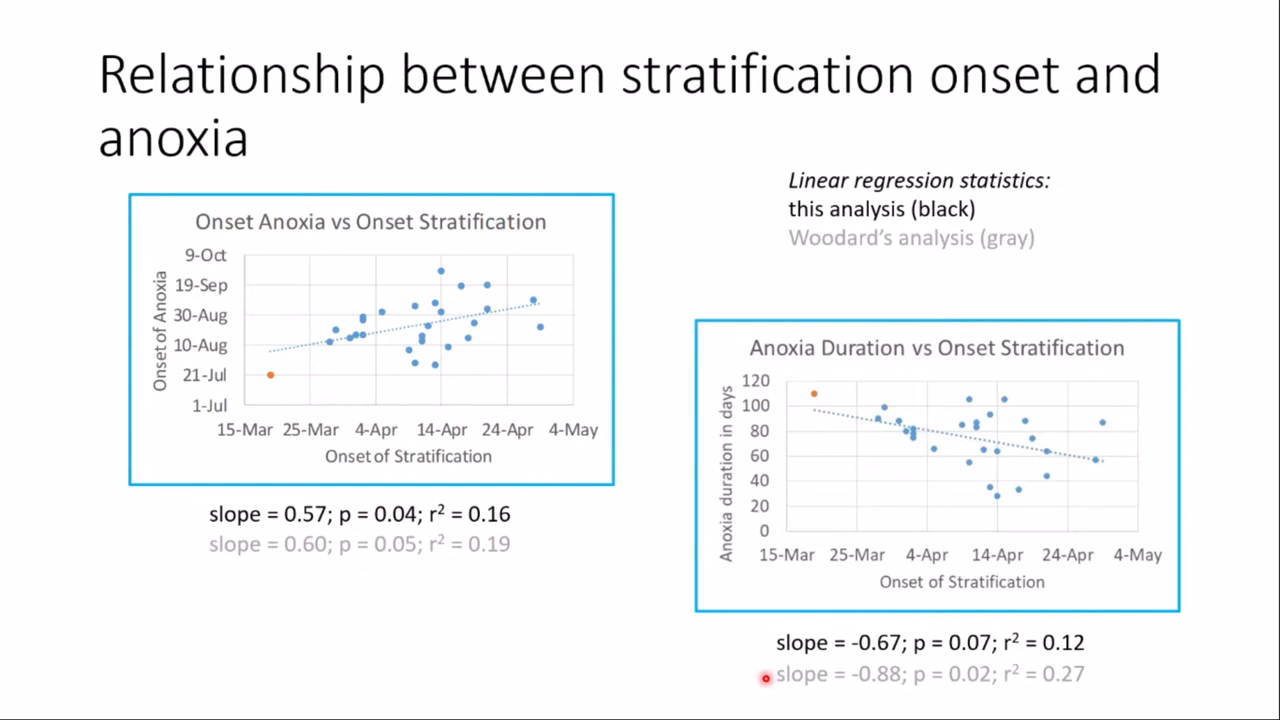 Relationship between stratification onset and
anoxia
Linear regression statistics:
this analysis (black)
Woodard’s analysis (gray)
Onset Anoxia vs Onset Stratification
Onset of Anoxia
9-Oct
19-Sep
30-Aug
10-Aug
21-Jul
1-Jul
15-Mar 25-Mar 4-Apr 14-Apr 24-Apr 4-May
Onset of Stratification
slope = 0.57; p = 0.04; r² = 0.16
slope = 0.60; p = 0.05; r² = 0.19
Anoxia Duration vs Onset Stratification
Anoxia duration in days
120
100
80
60
40
20
0
15-Mar 25-Mar 4-Apr 14-Apr 24-Apr 4-May
Onset of Stratification
slope = -0.67; p = 0.07; r² = 0.12
slope = -0.88; p = 0.02; r² = 0.27